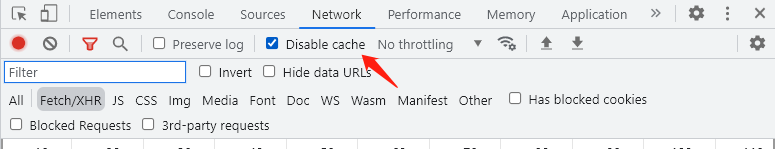 Elements Console Sources Network Performance Memory Application
Preserve log Disable cache No throttling
Filter Invert Hide data URLs
All Fetch/XHR JS CSS Img Media Font Doc WS Wasm Manifest Other Has blocked cookies
Blocked Requests 3rd-party requests